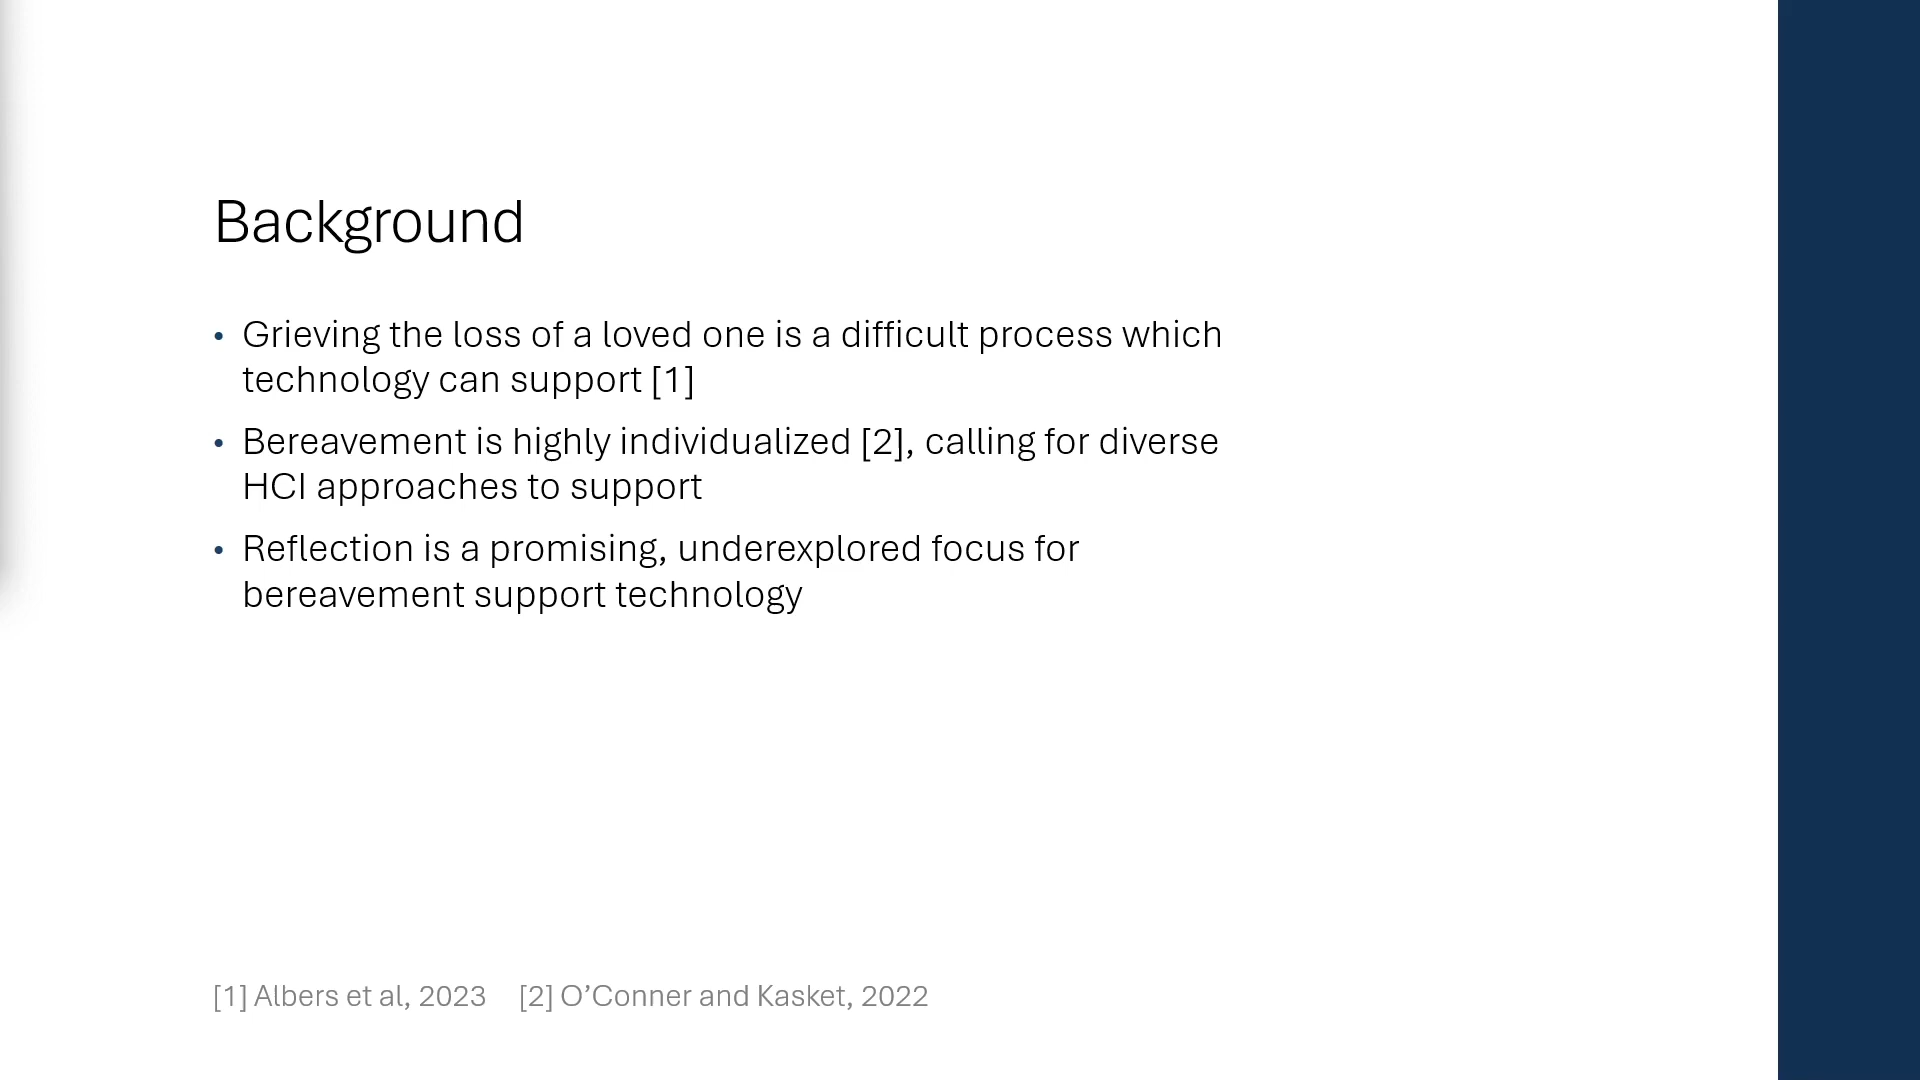 Background
• Grieving the loss of a loved one is a difficult process which
technology can support [1]
• Bereavement is highly individualized [2], calling for diverse
HCI approaches to support
• Reflection is a promising, underexplored focus for
bereavement support technology
[1] Albers et al, 2023 [2] O’Conner and Kasket, 2022